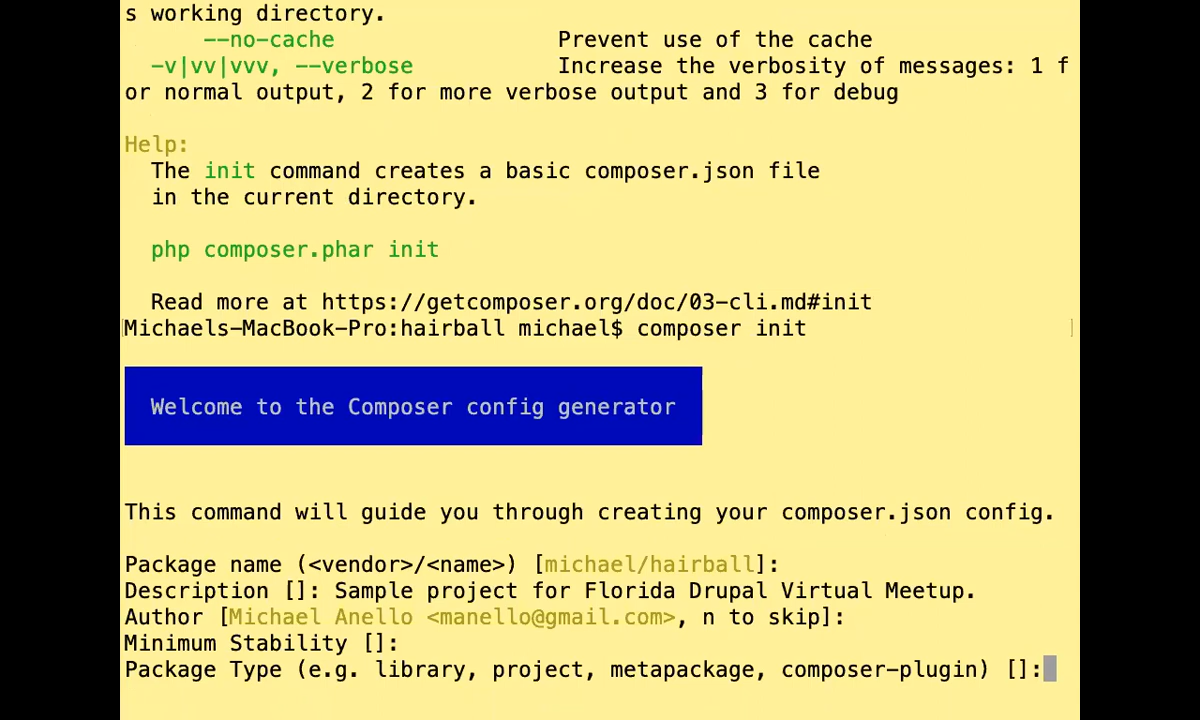 s working directory.
--no-cache Prevent use of the cache
-v|vv|vvv, --verbose Increase the verbosity of messages: 1 f
or normal output, 2 for more verbose output and 3 for debug
Help:
The init command creates a basic composer.json file
in the current directory.
php composer.phar init
Read more at https://getcomposer.org/doc/03-cli.md#init
Michaels-MacBook-Pro:hairball michael$ composer init
Welcome to the Composer config generator
This command will guide you through creating your composer.json config.
Package name (<vendor>/<name>) [michael/hairball]:
Description []: Sample project for Florida Drupal Virtual Meetup.
Author [Michael Anello <manello@gmail.com>, n to skip]:
Minimum Stability []:
Package Type (e.g. library, project, metapackage, composer-plugin) []: